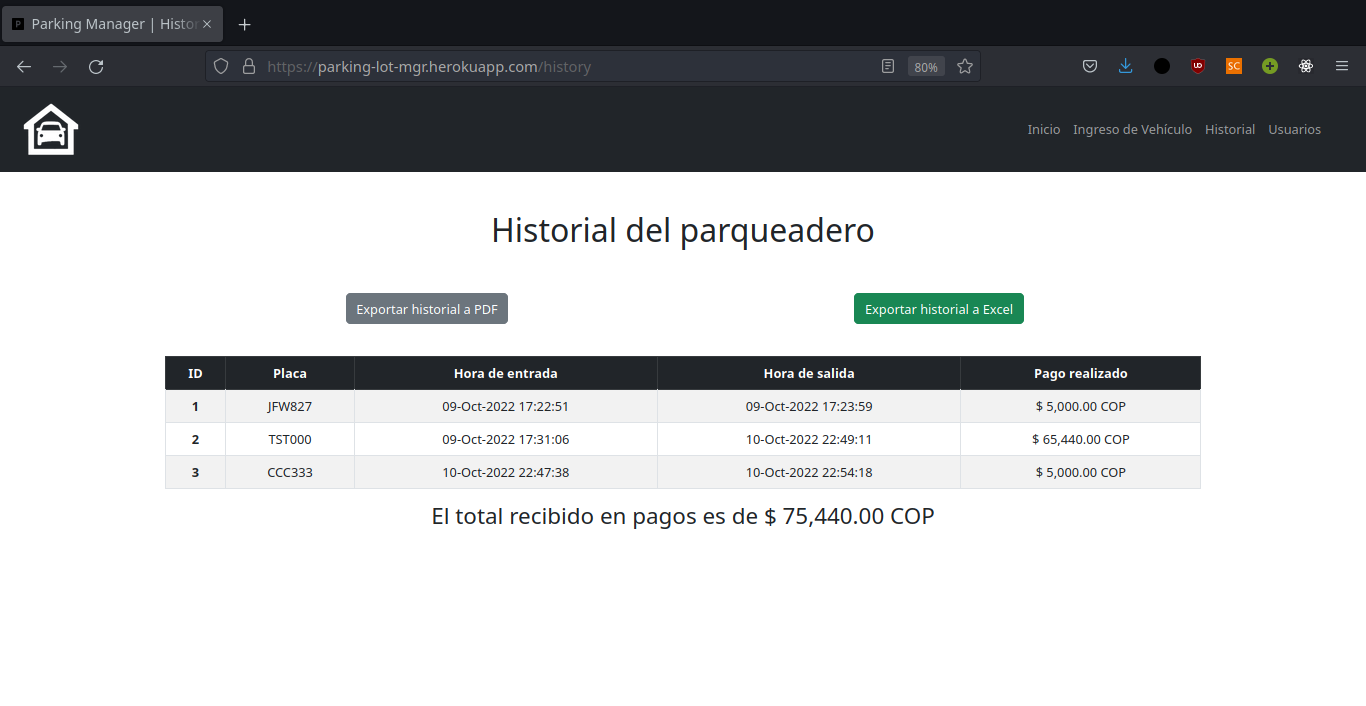 Parking Manager | Histor
https://parking-lot-mgr.herokuapp.com/history
80%
SC
Inicio Ingreso de Vehículo Historial Usuarios
Historial del parqueadero
Exportar historial a PDF Exportar historial a Excel
ID Placa Hora de entrada Hora de salida Pago realizado
1 JFW827 09-Oct-2022 17:22:51 09-Oct-2022 17:23:59 $ 5,000.00 COP
2 TST000 09-Oct-2022 17:31:06 10-Oct-2022 22:49:11 $ 65,440.00 COP
3 CCC333 10-Oct-2022 22:47:38 10-Oct-2022 22:54:18 $ 5,000.00 COP
El total recibido en pagos es de $ 75,440.00 COP